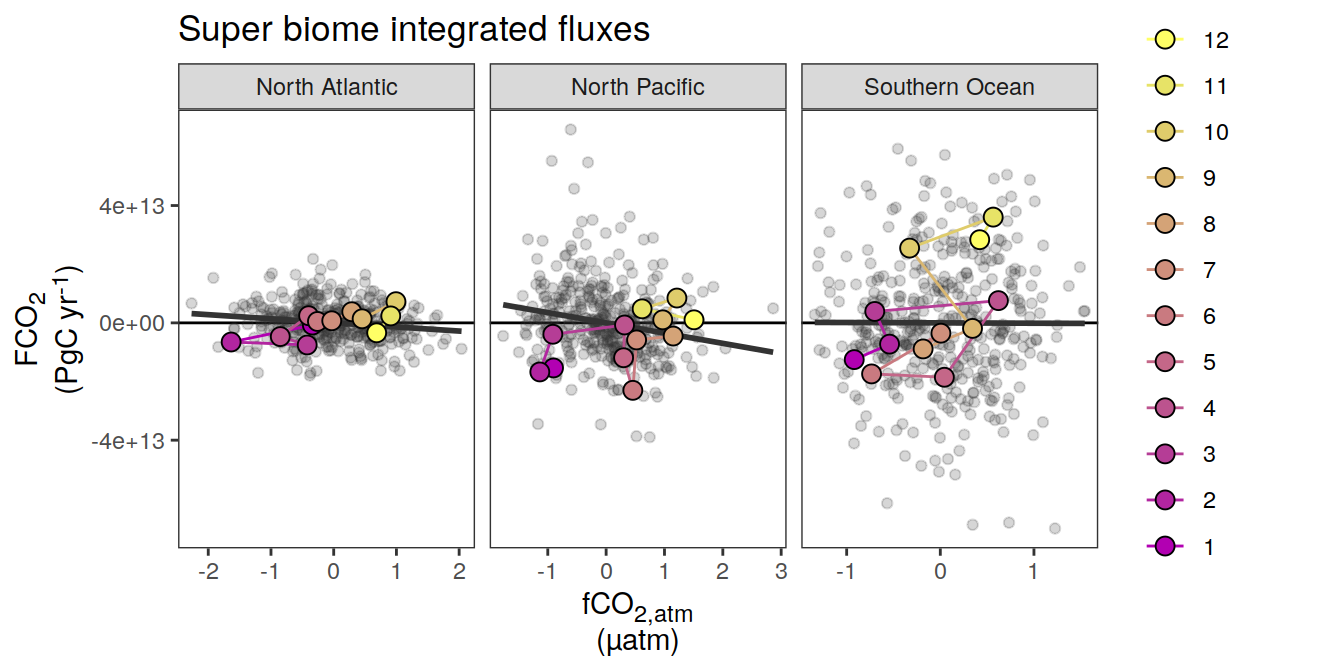 Super biome integrated fluxes
North Atlantic
North Pacific
Southern Ocean
FCO₂
(PgC yr⁻¹)
4e+13
0e+00
-4e+13
-2 -1 0 1 2
-1 0 1 2 3
-1 0 1
fCO₂,ₐₜₘ
(µatm)
12
11
10
9
8
7
6
5
4
3
2
1